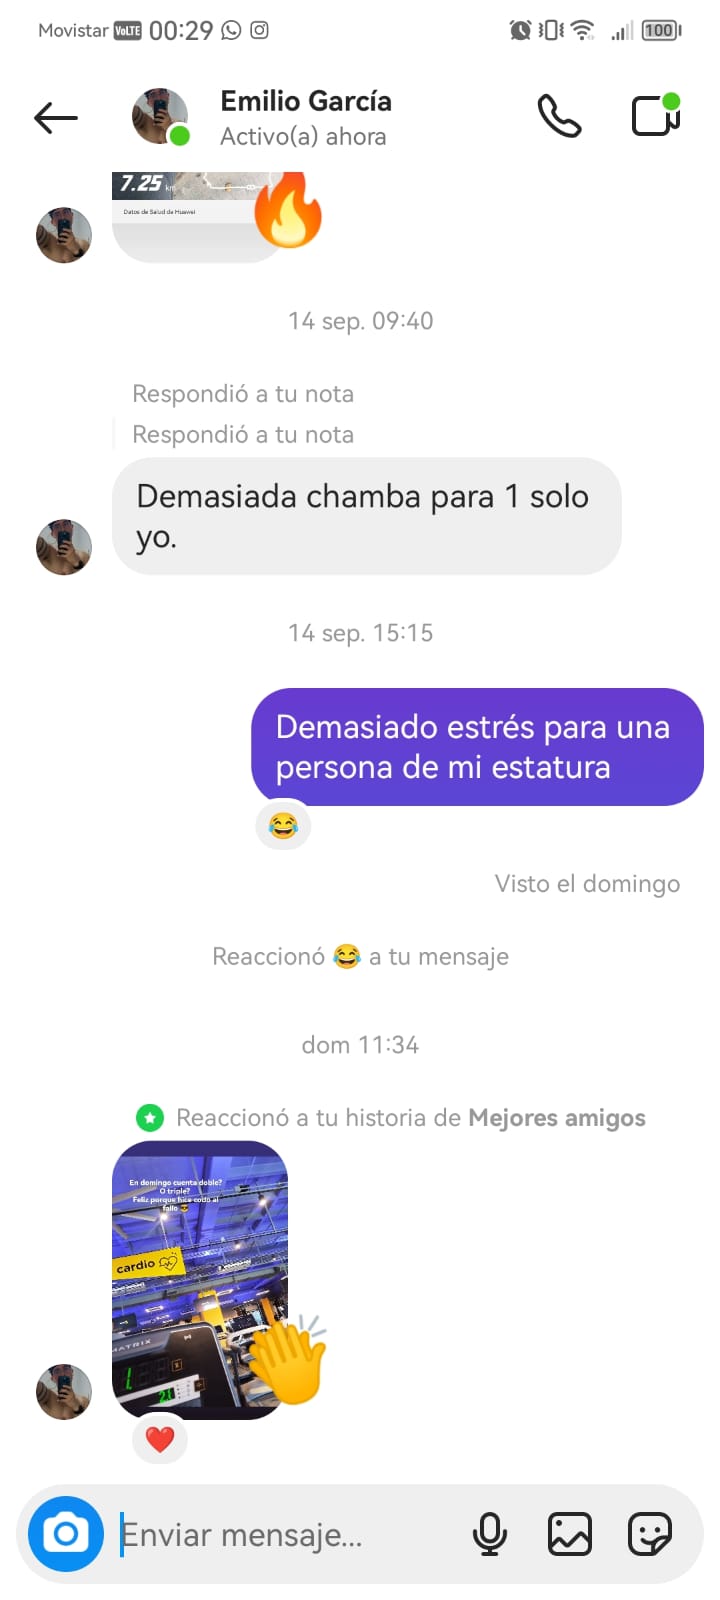 Movistar VoLTE 00:29 100
Emilio García
Activo(a) ahora
7.25 km
Datos de Salud de Huawei
14 sep. 09:40
Respondió a tu nota
Respondió a tu nota
Demasiada chamba para 1 solo
yo.
14 sep. 15:15
Demasiado estrés para una
persona de mi estatura
😂
Visto el domingo
Reaccionó 😂 a tu mensaje
dom 11:34
Reaccionó a tu historia de Mejores amigos
En domingo cuenta doble?
O triple?
Feliz porque hice codo al
fallo 😎
cardio
MATRIX
Enviar mensaje...